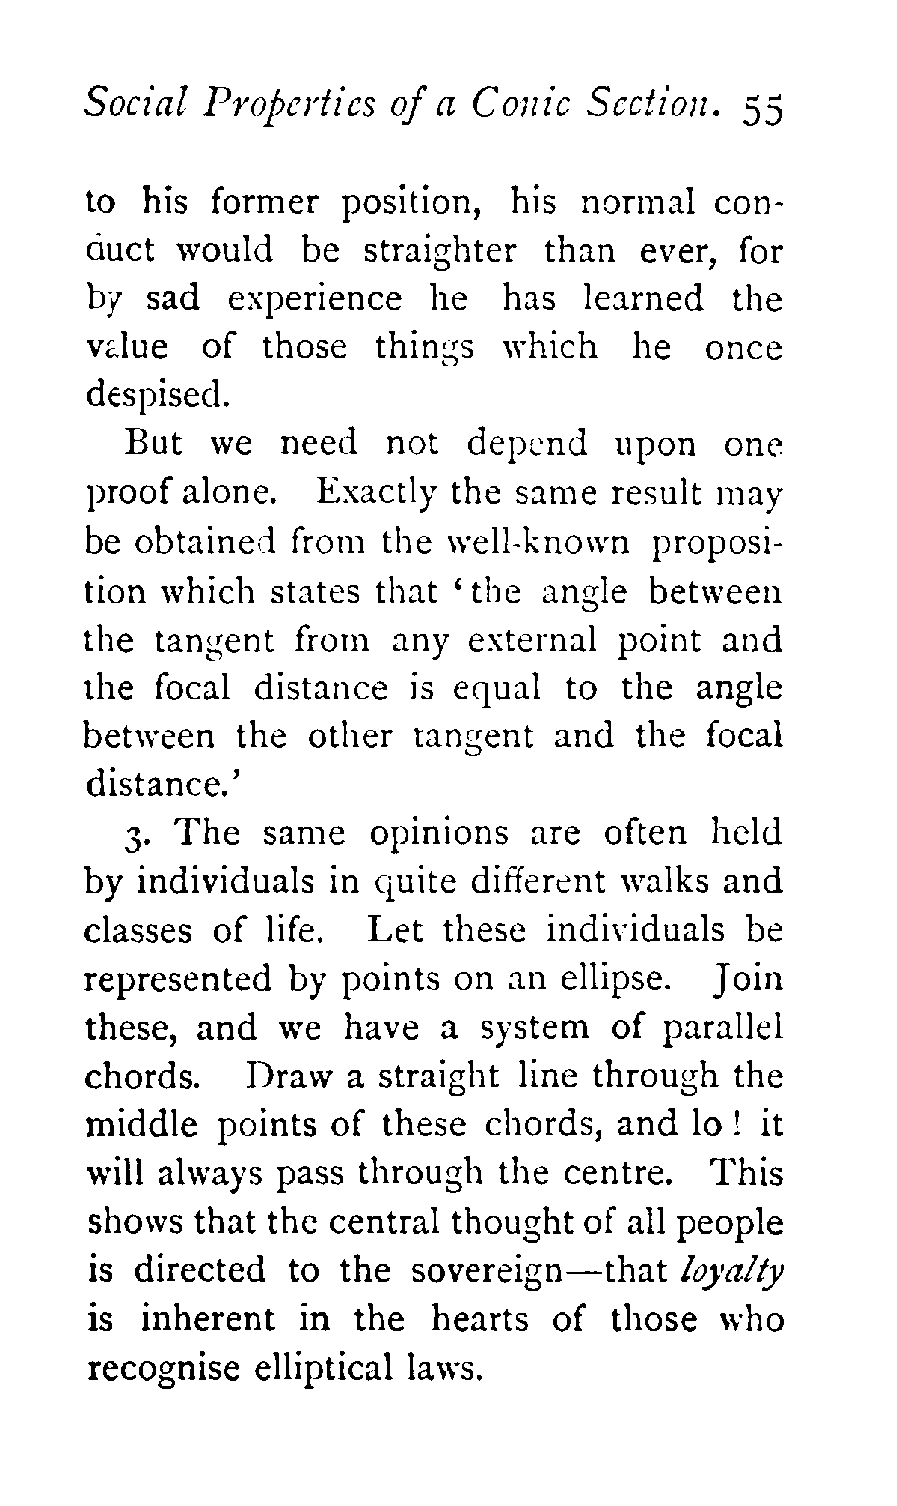 Social Properties of a Conic Section. 55
to his former position, his normal con-
duct would be straighter than ever, for
by sad experience he has learned the
value of those things which he once
despised.
But we need not depend upon one
proof alone. Exactly the same result may
be obtained from the well-known proposi-
tion which states that ‘the angle between
the tangent from any external point and
the focal distance is equal to the angle
between the other tangent and the focal
distance.’
3. The same opinions are often held
by individuals in quite different walks and
classes of life. Let these individuals be
represented by points on an ellipse. Join
these, and we have a system of parallel
chords. Draw a straight line through the
middle points of these chords, and lo! it
will always pass through the centre. This
shows that the central thought of all people
is directed to the sovereign—that loyalty
is inherent in the hearts of those who
recognise elliptical laws.